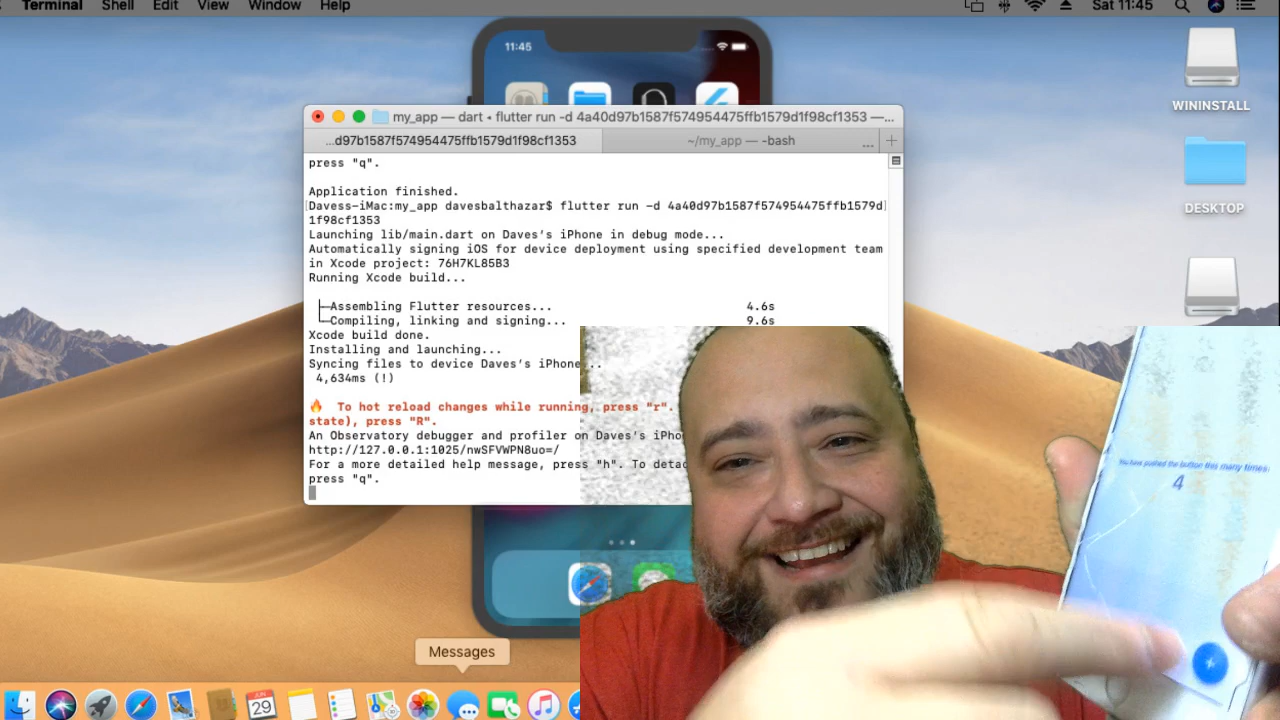 Terminal Shell Edit View Window Help Sat 11:45
11:45
WININSTALL
DESKTOP
my_app — dart ◂ flutter run -d 4a40d97b1587f574954475ffb1579d1f98cf1353 —...
...d97b1587f574954475ffb1579d1f98cf1353 ~/my_app — -bash ... +
press "q".
Application finished.
Davess-iMac:my_app davesbalthazar$ flutter run -d 4a40d97b1587f574954475ffb1579d
1f98cf1353
Launching lib/main.dart on Daves’s iPhone in debug mode...
Automatically signing iOS for device deployment using specified development team
in Xcode project: 76H7KL85B3
Running Xcode build...
├─Assembling Flutter resources... 4.6s
└─Compiling, linking and signing... 9.6s
Xcode build done.
Installing and launching...
Syncing files to device Daves’s iPhone...
4,634ms (!)
🔥 To hot reload changes while running, press "r".
state), press "R".
An Observatory debugger and profiler on Daves’s
http://127.0.0.1:1025/nwSFVWPN8uo=/
For a more detailed help message, press "h". To
press "q".
You have pushed the button this many times:
4
Messages
JUN
29